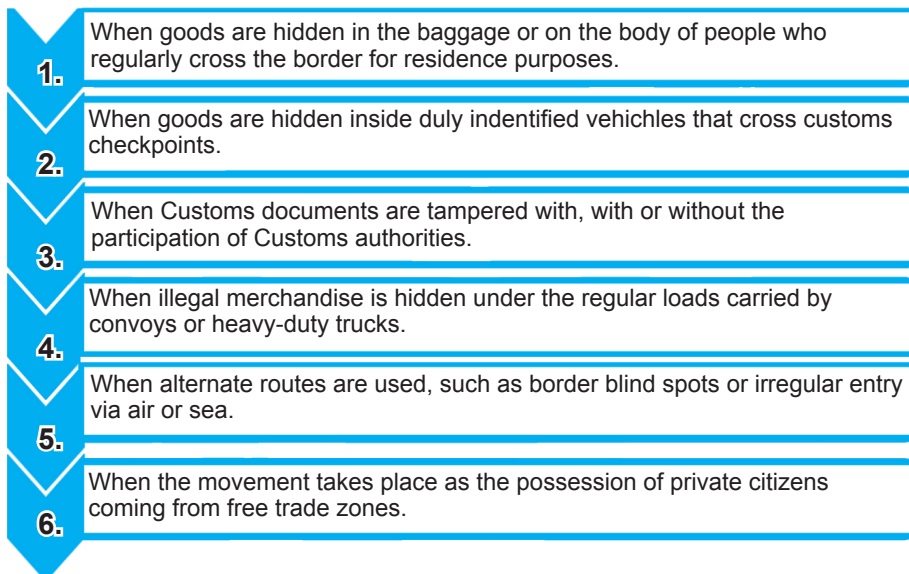 1.
When goods are hidden in the baggage or on the body of people who
regularly cross the border for residence purposes.
2.
When goods are hidden inside duly indentified vehichles that cross customs
checkpoints.
3.
When Customs documents are tampered with, with or without the
participation of Customs authorities.
4.
When illegal merchandise is hidden under the regular loads carried by
convoys or heavy-duty trucks.
5.
When alternate routes are used, such as border blind spots or irregular entry
via air or sea.
6.
When the movement takes place as the possession of private citizens
coming from free trade zones.